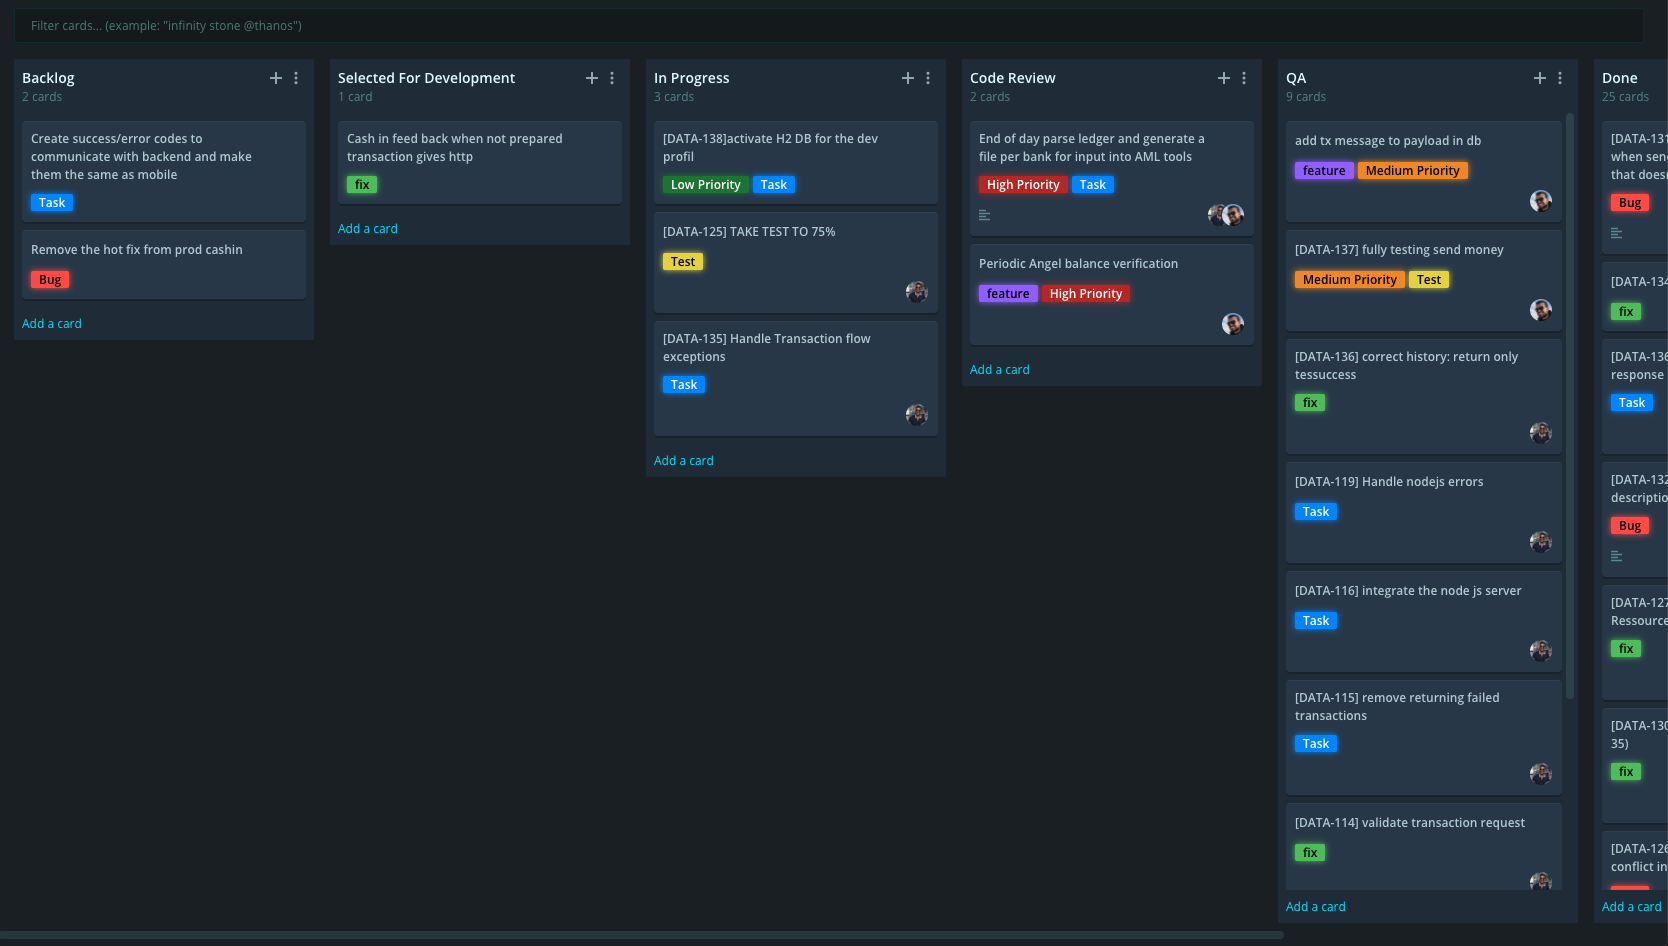 Filter cards... (example: "infinity stone @thanos")
Backlog
2 cards
Create success/error codes to
communicate with backend and make
them the same as mobile
Task
Remove the hot fix from prod cashin
Bug
Add a card
Selected For Development
1 card
Cash in feed back when not prepared
transaction gives http
fix
Add a card
In Progress
3 cards
[DATA-138]activate H2 DB for the dev
profil
Low Priority Task
[DATA-125] TAKE TEST TO 75%
Test
[DATA-135] Handle Transaction flow
exceptions
Task
Add a card
Code Review
2 cards
End of day parse ledger and generate a
file per bank for input into AML tools
High Priority Task
Periodic Angel balance verification
feature High Priority
Add a card
QA
9 cards
add tx message to payload in db
feature Medium Priority
[DATA-137] fully testing send money
Medium Priority Test
[DATA-136] correct history: return only
tessuccess
fix
[DATA-119] Handle nodejs errors
Task
[DATA-116] integrate the node js server
Task
[DATA-115] remove returning failed
transactions
Task
[DATA-114] validate transaction request
fix
Add a card
Done
25 cards
[DATA-131
when sen
that does
Bug
[DATA-134
fix
[DATA-136
response
Task
[DATA-132
descriptio
Bug
[DATA-127
Ressource
fix
[DATA-130
35)
fix
[DATA-126
conflict in
Add a card